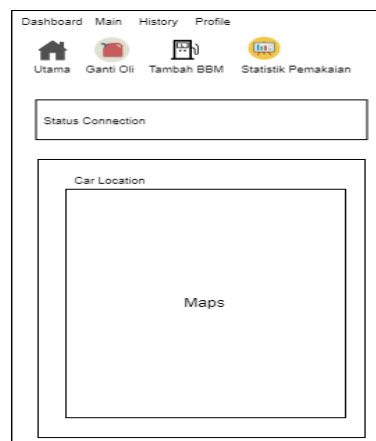 Dashboard Main History Profile
Utama Ganti Oli Tambah BBM Statistik Pemakaian
Status Connection
Car Location
Maps